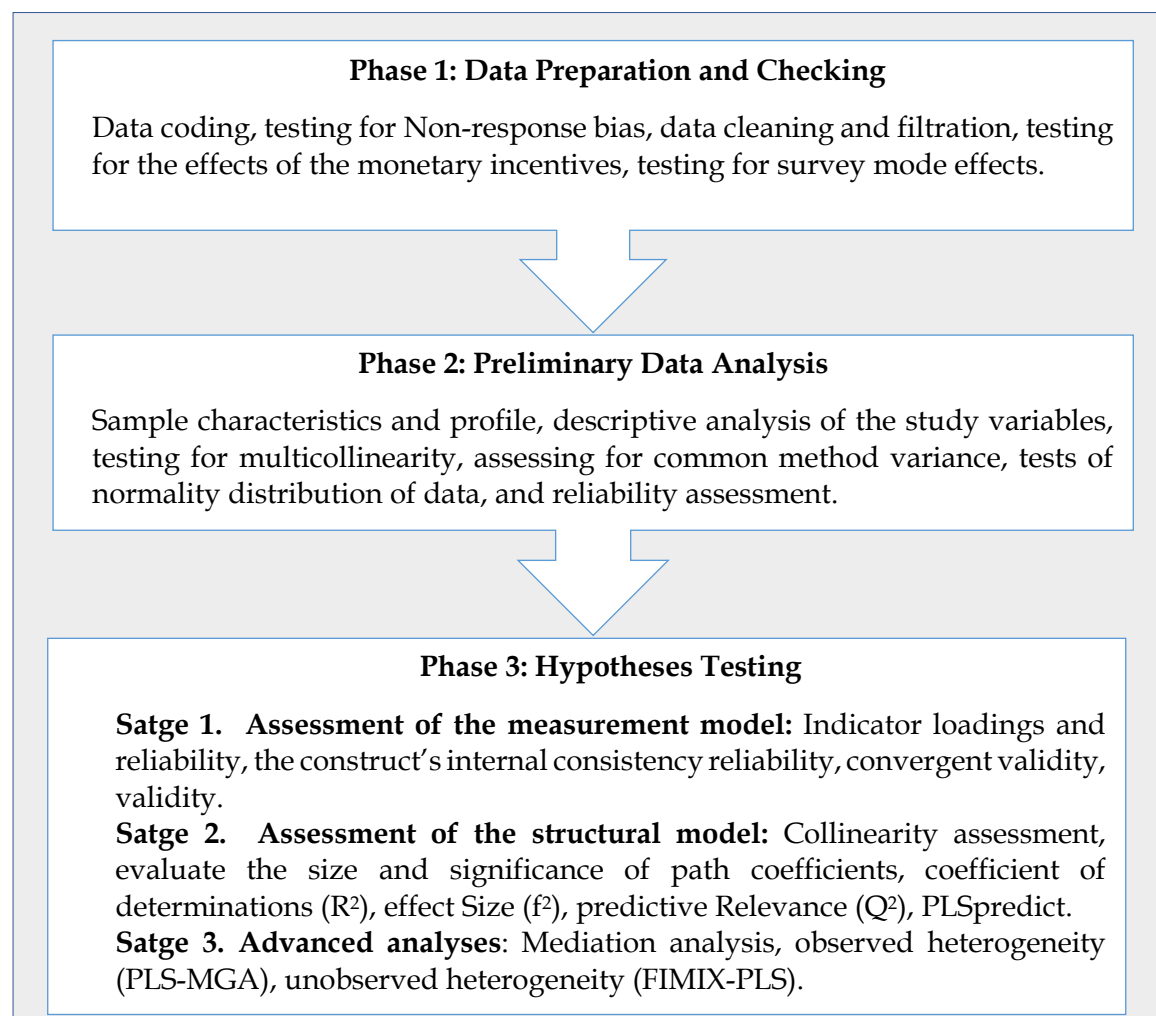 Phase 1: Data Preparation and Checking
Data coding, testing for Non-response bias, data cleaning and filtration, testing
for the effects of the monetary incentives, testing for survey mode effects.
Phase 2: Preliminary Data Analysis
Sample characteristics and profile, descriptive analysis of the study variables,
testing for multicollinearity, assessing for common method variance, tests of
normality distribution of data, and reliability assessment.
Phase 3: Hypotheses Testing
Satge 1. Assessment of the measurement model: Indicator loadings and
reliability, the construct’s internal consistency reliability, convergent validity,
validity.
Satge 2. Assessment of the structural model: Collinearity assessment,
evaluate the size and significance of path coefficients, coefficient of
determinations (R²), effect Size (f²), predictive Relevance (Q²), PLSpredict.
Satge 3. Advanced analyses: Mediation analysis, observed heterogeneity
(PLS-MGA), unobserved heterogeneity (FIMIX-PLS).